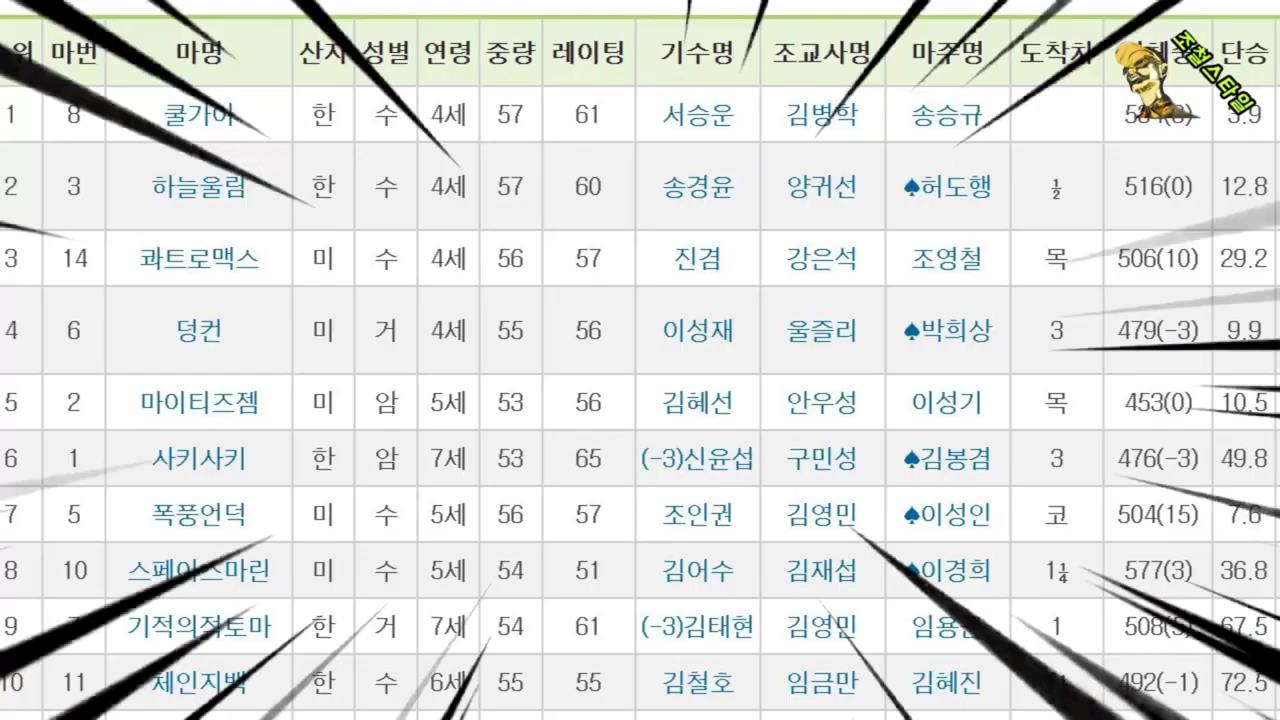 위 마번 마명 산지 성별 연령 중량 레이팅 기수명 조교사명 마주명 도착차 단승
조철스타일
1 8 쿨가이 한 수 4세 57 61 서승운 김병학 송승규 3.9
2 3 하늘울림 한 수 4세 57 60 송경윤 양귀선 ♠허도행 ½ 516(0) 12.8
3 14 콰트로맥스 미 수 4세 56 57 진겸 강은석 조영철 목 506(10) 29.2
4 6 덩컨 미 거 4세 55 56 이성재 울즐리 ♠박희상 3 479(-3) 9.9
5 2 마이티즈젬 미 암 5세 53 56 김혜선 안우성 이성기 목 453(0) 10.5
6 1 사키사키 한 암 7세 53 65 (-3)신윤섭 구민성 ♠김봉겸 3 476(-3) 49.8
7 5 폭풍언덕 미 수 5세 56 57 조인권 김영민 ♠이성인 코 504(15) 7.6
8 10 스페이스마린 미 수 5세 54 51 김어수 김재섭 ♠이경희 1¼ 577(3) 36.8
9 기적의적토마 한 거 7세 54 61 (-3)김태현 김영민 1 67.5
10 11 체인지백 한 수 6세 55 55 김철호 임금만 김혜진 492(-1) 72.5